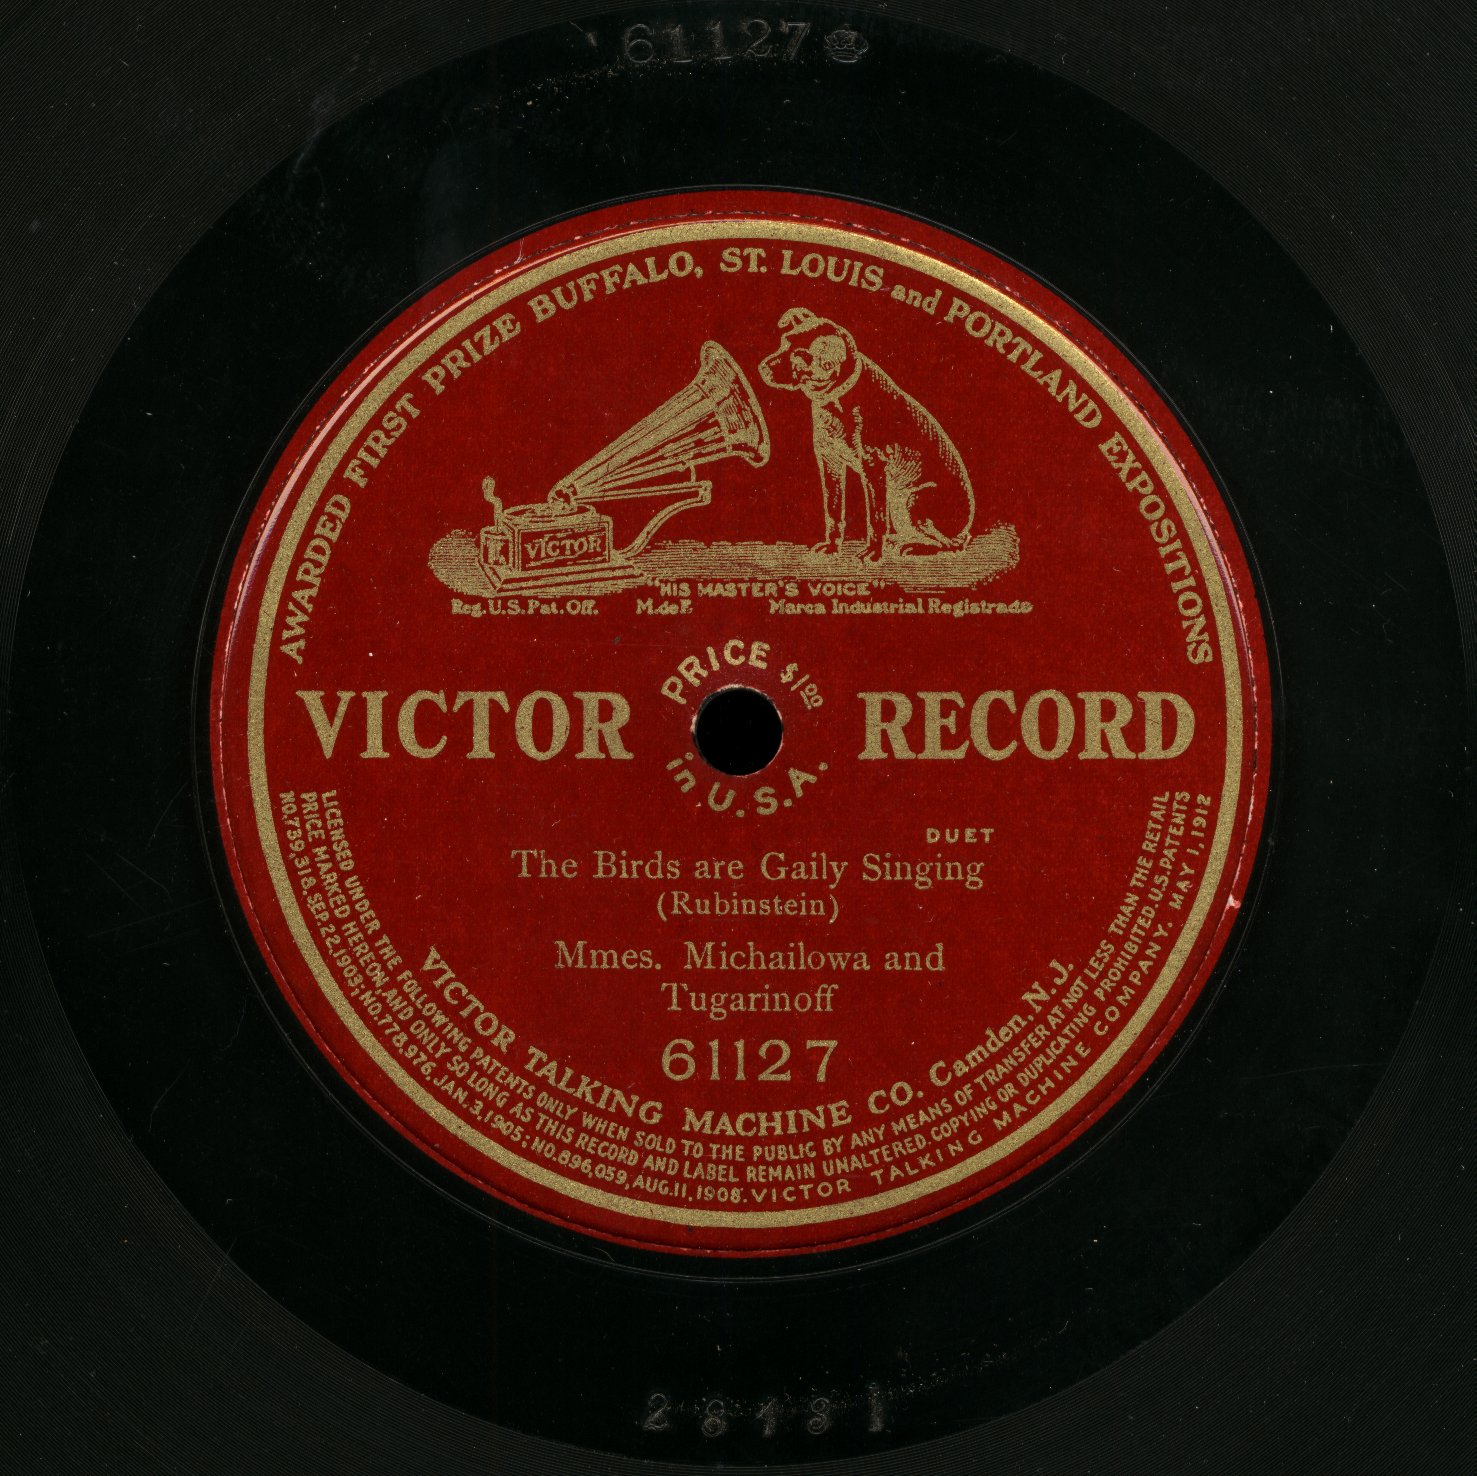 61127
AWARDED FIRST PRIZE BUFFALO, ST. LOUIS and PORTLAND EXPOSITIONS
VICTOR
"HIS MASTER'S VOICE"
Reg. U.S. Pat. Off. M. de F. Marca Industrial Registrada
PRICE $1.00
VICTOR RECORD
in U.S.A.
DUET
The Birds are Gaily Singing
(Rubinstein)
Mmes. Michailowa and
Tugarinoff
61127
VICTOR TALKING MACHINE CO. Camden, N.J.
LICENSED UNDER THE FOLLOWING PATENTS ONLY WHEN SOLD TO THE PUBLIC BY ANY MEANS OF TRANSFER AT NOT LESS THAN THE RETAIL
PRICE MARKED HEREON, AND ONLY SO LONG AS THIS RECORD AND LABEL REMAIN UNALTERED. COPYING OR DUPLICATING PROHIBITED. U.S. PATENTS
NO. 739,318, SEP. 22, 1903; NO. 778,976, JAN. 3, 1905; NO. 896,059, AUG. 11, 1908. VICTOR TALKING MACHINE COMPANY. MAY 1, 1912